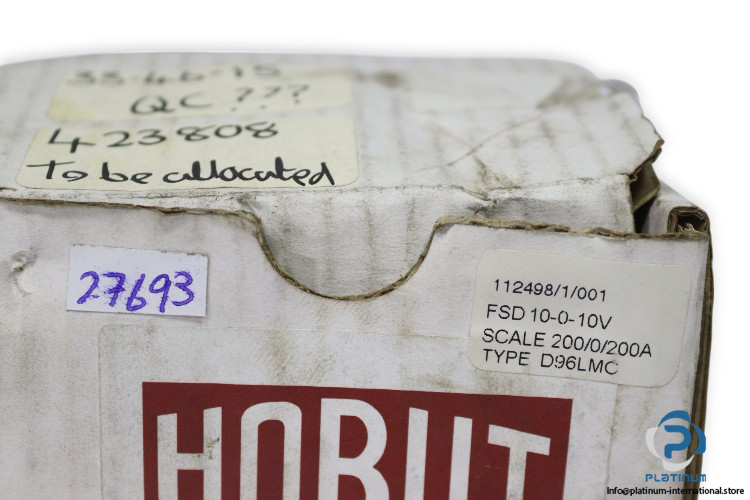 33-46-15
QC ???
423808
To be allocated
27693
112498/1/001
FSD 10-0-10V
SCALE 200/0/200A
TYPE D96LMC
HOBUT
PLATINUM
info@platinum-international.store